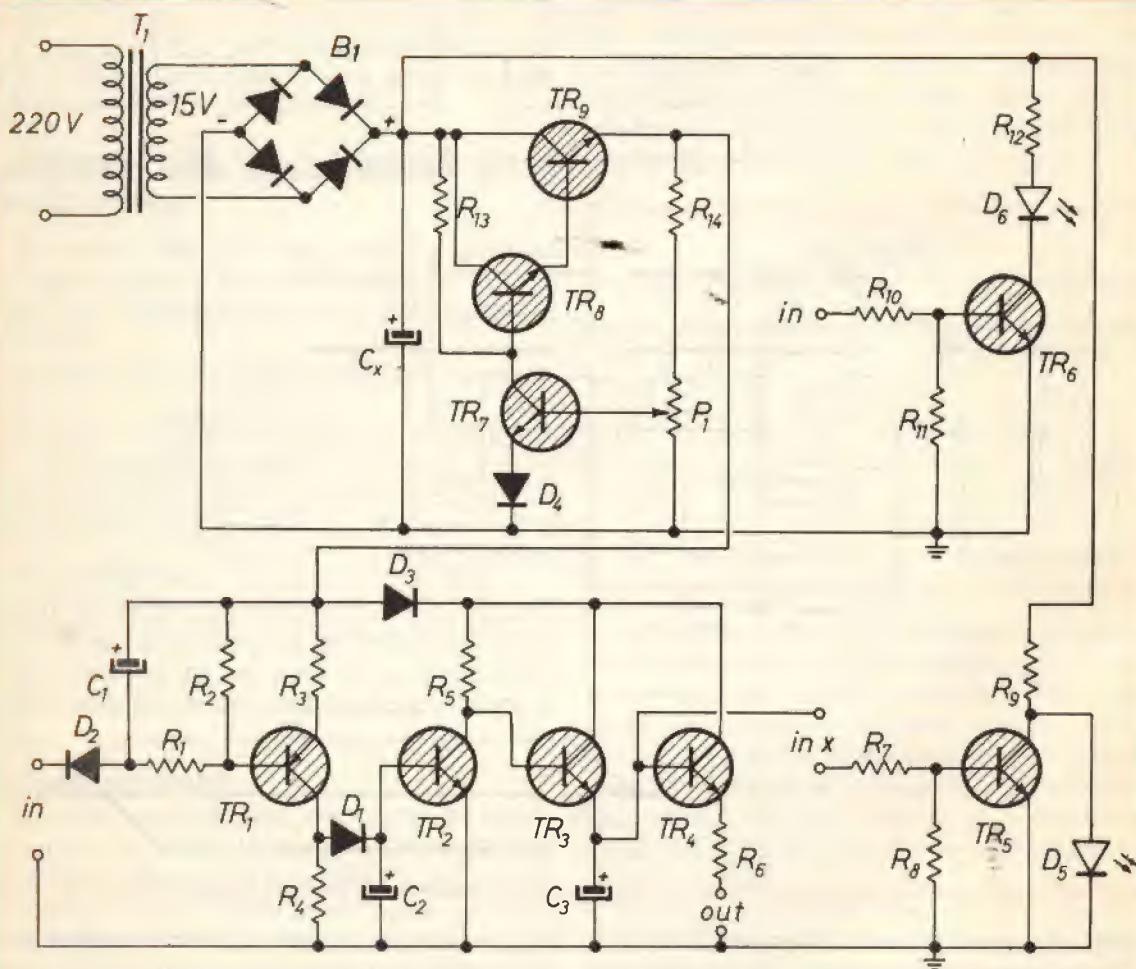 T1
B1
220V
15V
-
+
TR9
R13
R14
R12
D6
TR8
in
R10
Cx
+
TR6
TR7
P1
R11
D4
D3
+
C1
R2
R3
R5
R9
D2
R1
in x
R7
in
TR1
D1
TR2
TR3
TR4
TR5
R4
+
C2
C3
+
R6
R8
D5
out